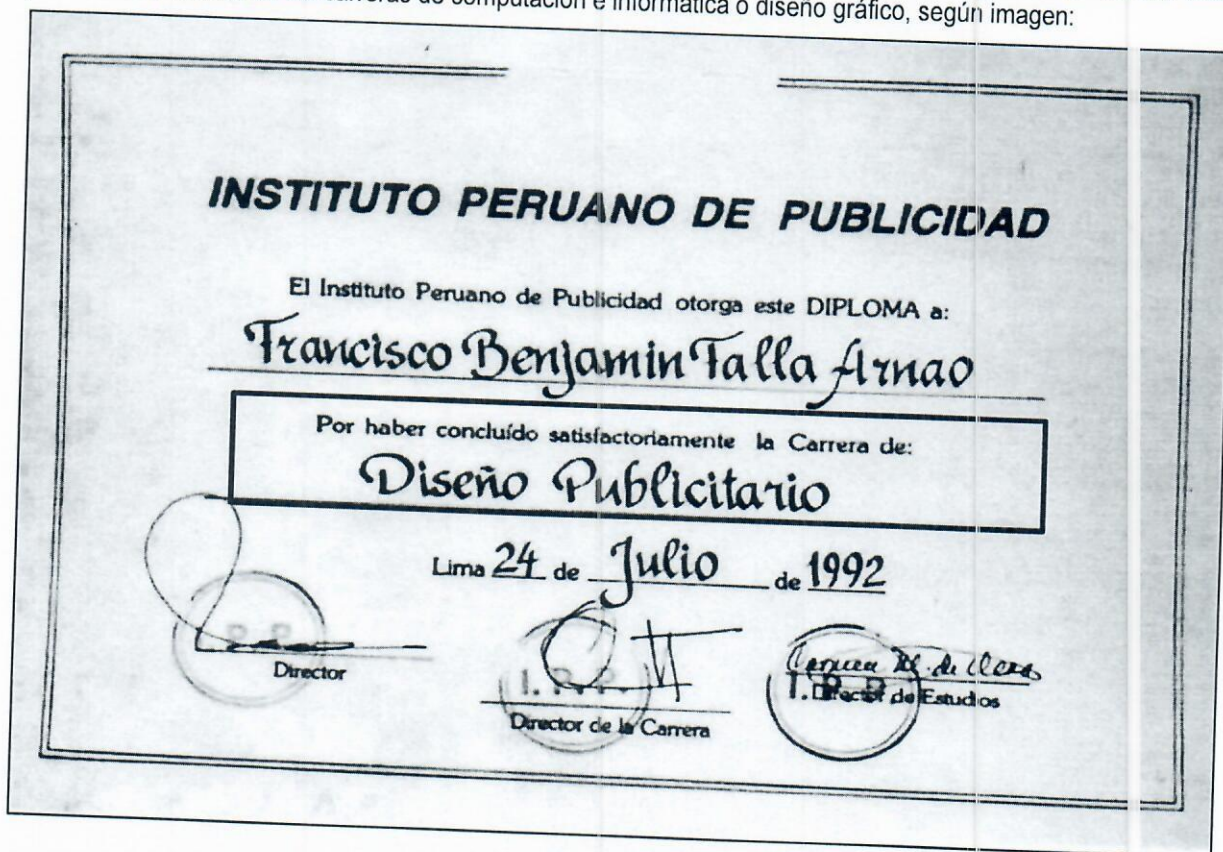 de computación e informática o diseño gráfico, según imagen:
INSTITUTO PERUANO DE PUBLICIDAD
El Instituto Peruano de Publicidad otorga este DIPLOMA a:
Francisco Benjamin Talla Arnao
Por haber concluído satisfactoriamente la Carrera de:
Diseño Publicitario
Lima 24 de Julio de 1992
P. P.
Director
I. P. P.
Director de la Carrera
I. P. P.
Director de Estudios